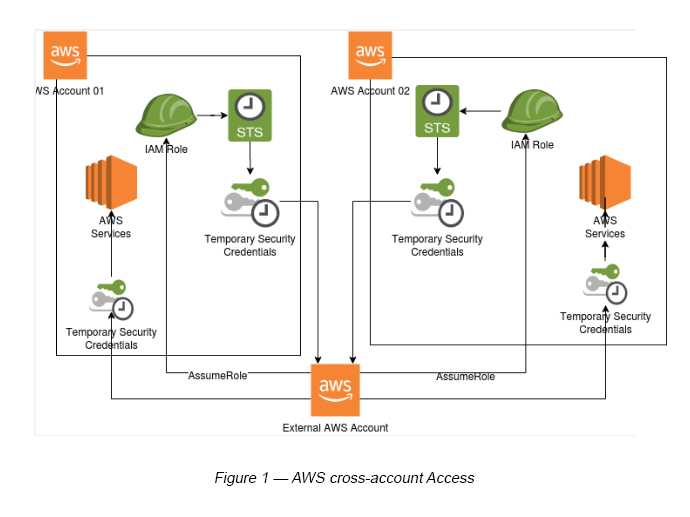 aws
aws
WS Account 01
AWS Account 02
STS
STS
IAM Role
IAM Role
AWS
Services
AWS
Services
Temporary Security
Credentials
Temporary Security
Credentials
Temporary Security
Credentials
Temporary Security
Credentials
AssumeRole
AssumeRole
aws
External AWS Account
Figure 1 — AWS cross-account Access